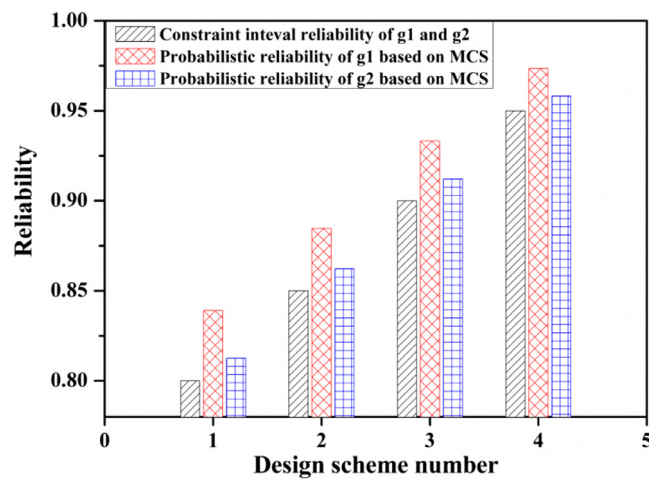 Constraint inteval reliability of g1 and g2
Probabilistic reliability of g1 based on MCS
Probabilistic reliability of g2 based on MCS
1.00
0.95
0.90
0.85
0.80
Reliability
0 1 2 3 4 5
Design scheme number